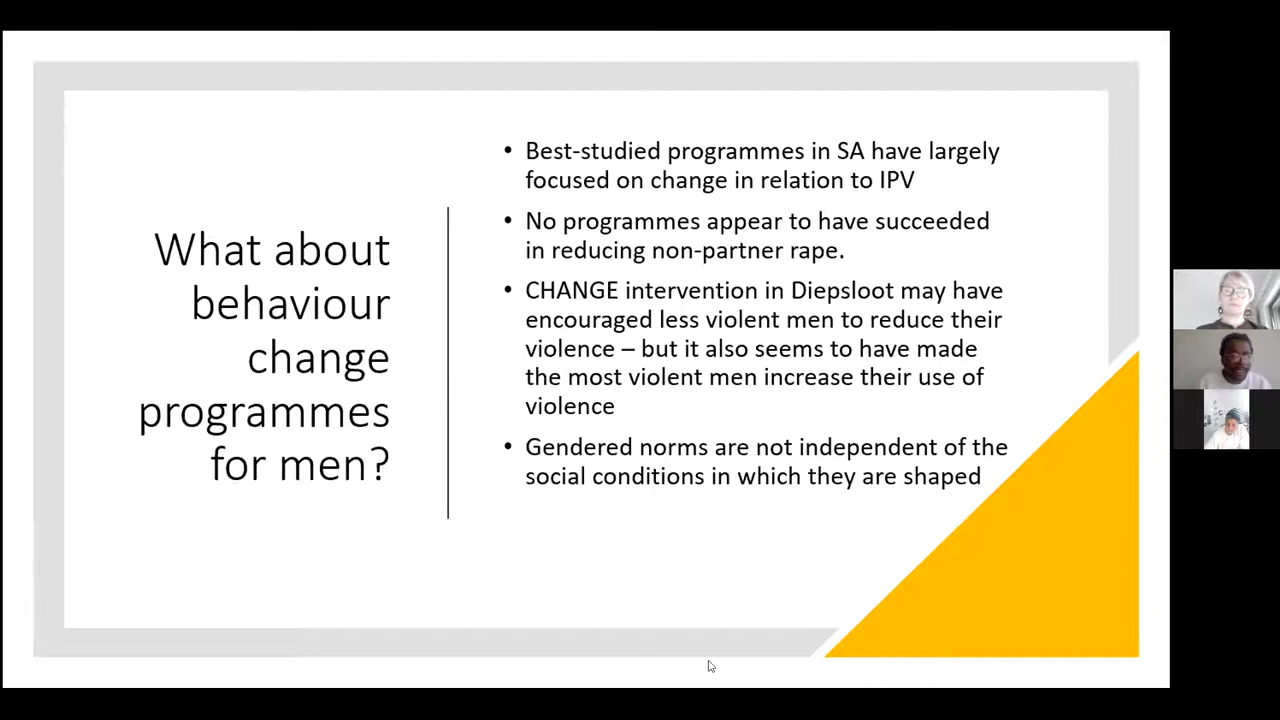 What about
behaviour
change
programmes
for men?
• Best-studied programmes in SA have largely
focused on change in relation to IPV
• No programmes appear to have succeeded
in reducing non-partner rape.
• CHANGE intervention in Diepsloot may have
encouraged less violent men to reduce their
violence – but it also seems to have made
the most violent men increase their use of
violence
• Gendered norms are not independent of the
social conditions in which they are shaped